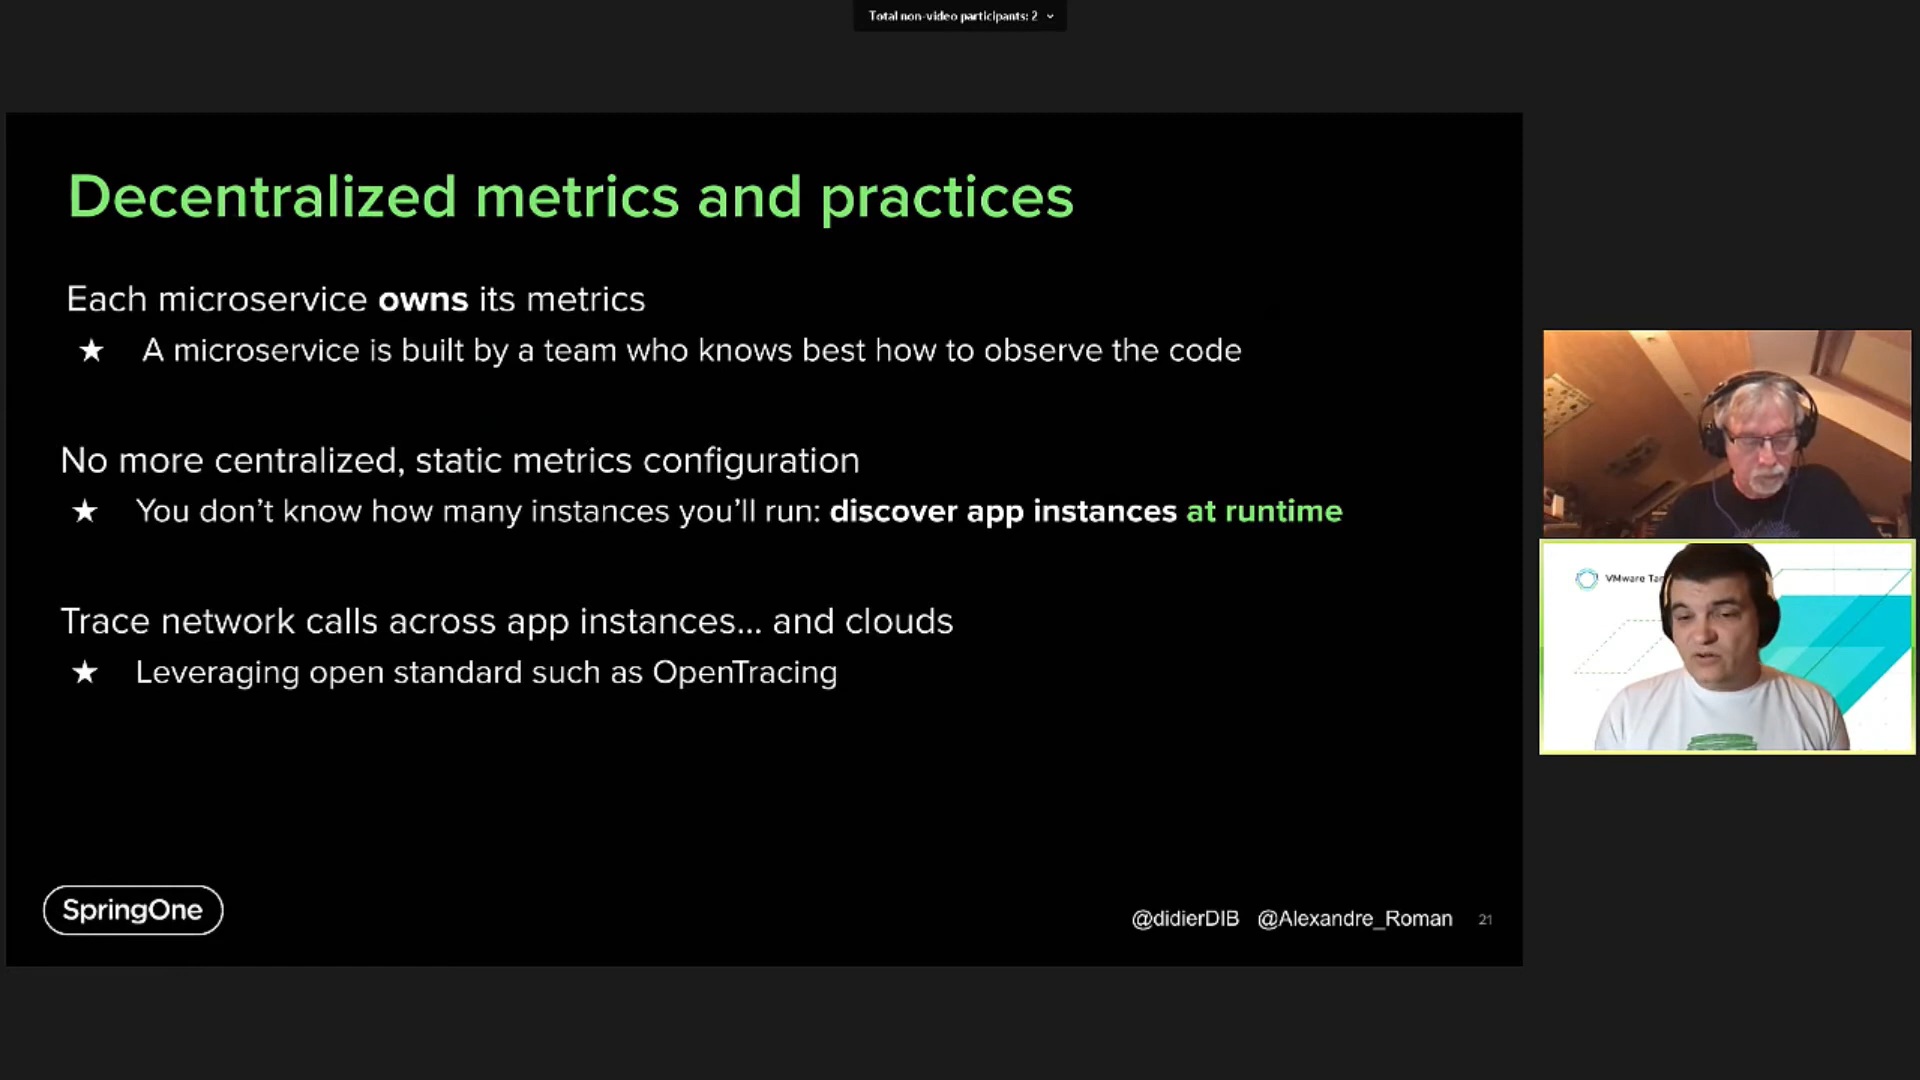 Total non-video participants: 2
Decentralized metrics and practices
Each microservice owns its metrics
★ A microservice is built by a team who knows best how to observe the code
No more centralized, static metrics configuration
★ You don’t know how many instances you’ll run: discover app instances at runtime
Trace network calls across app instances... and clouds
★ Leveraging open standard such as OpenTracing
VMware
SpringOne
@didierDIB @Alexandre_Roman 21